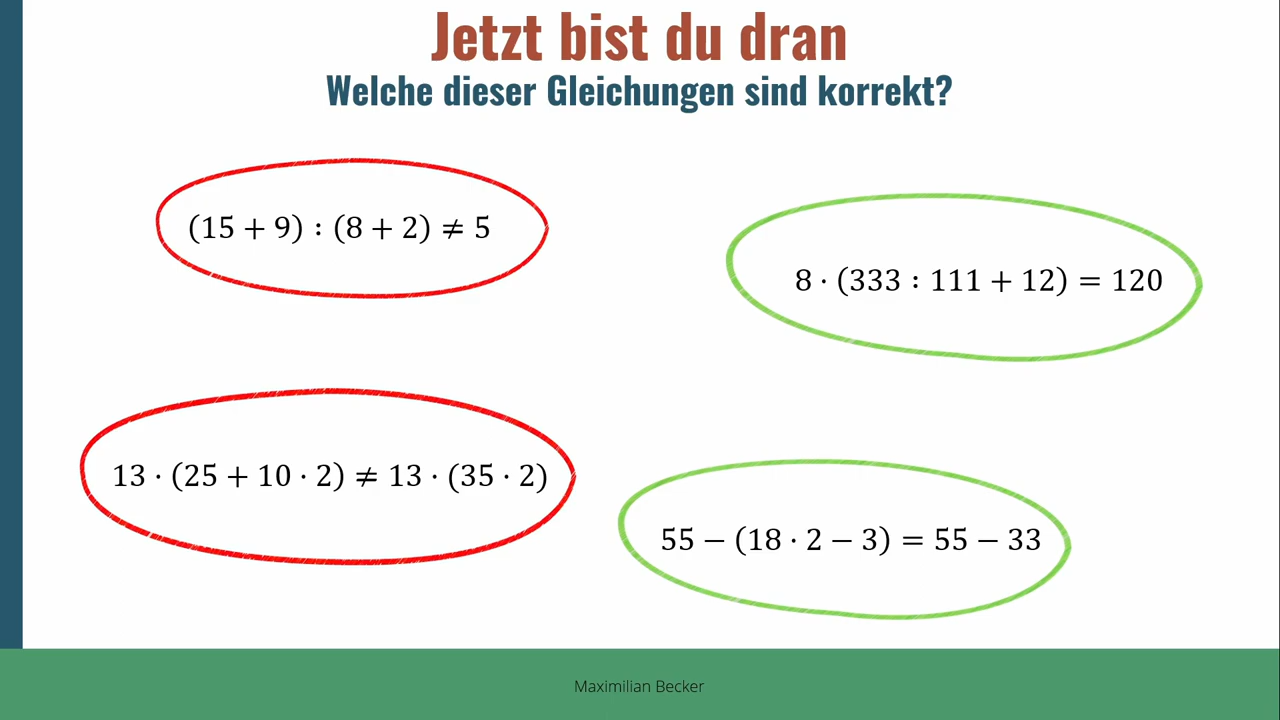 Jetzt bist du dran
Welche dieser Gleichungen sind korrekt?
(15 + 9) : (8 + 2) ≠ 5
8 · (333 : 111 + 12) = 120
13 · (25 + 10 · 2) ≠ 13 · (35 · 2)
55 − (18 · 2 − 3) = 55 − 33
Maximilian Becker